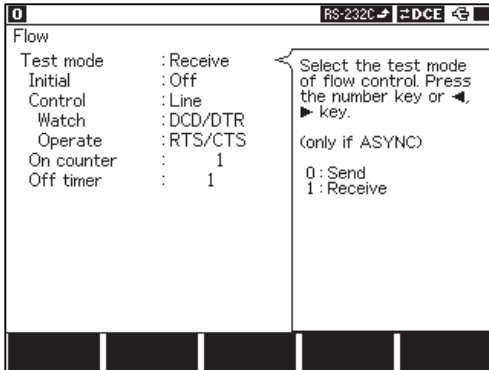 0 RS-232C DCE
Flow
Test mode :Receive
Initial :Off
Control :Line
Watch :DCD/DTR
Operate :RTS/CTS
On counter : 1
Off timer : 1
Select the test mode
of flow control. Press
the number key or ◄,
► key.
(only if ASYNC)
0 : Send
1 : Receive